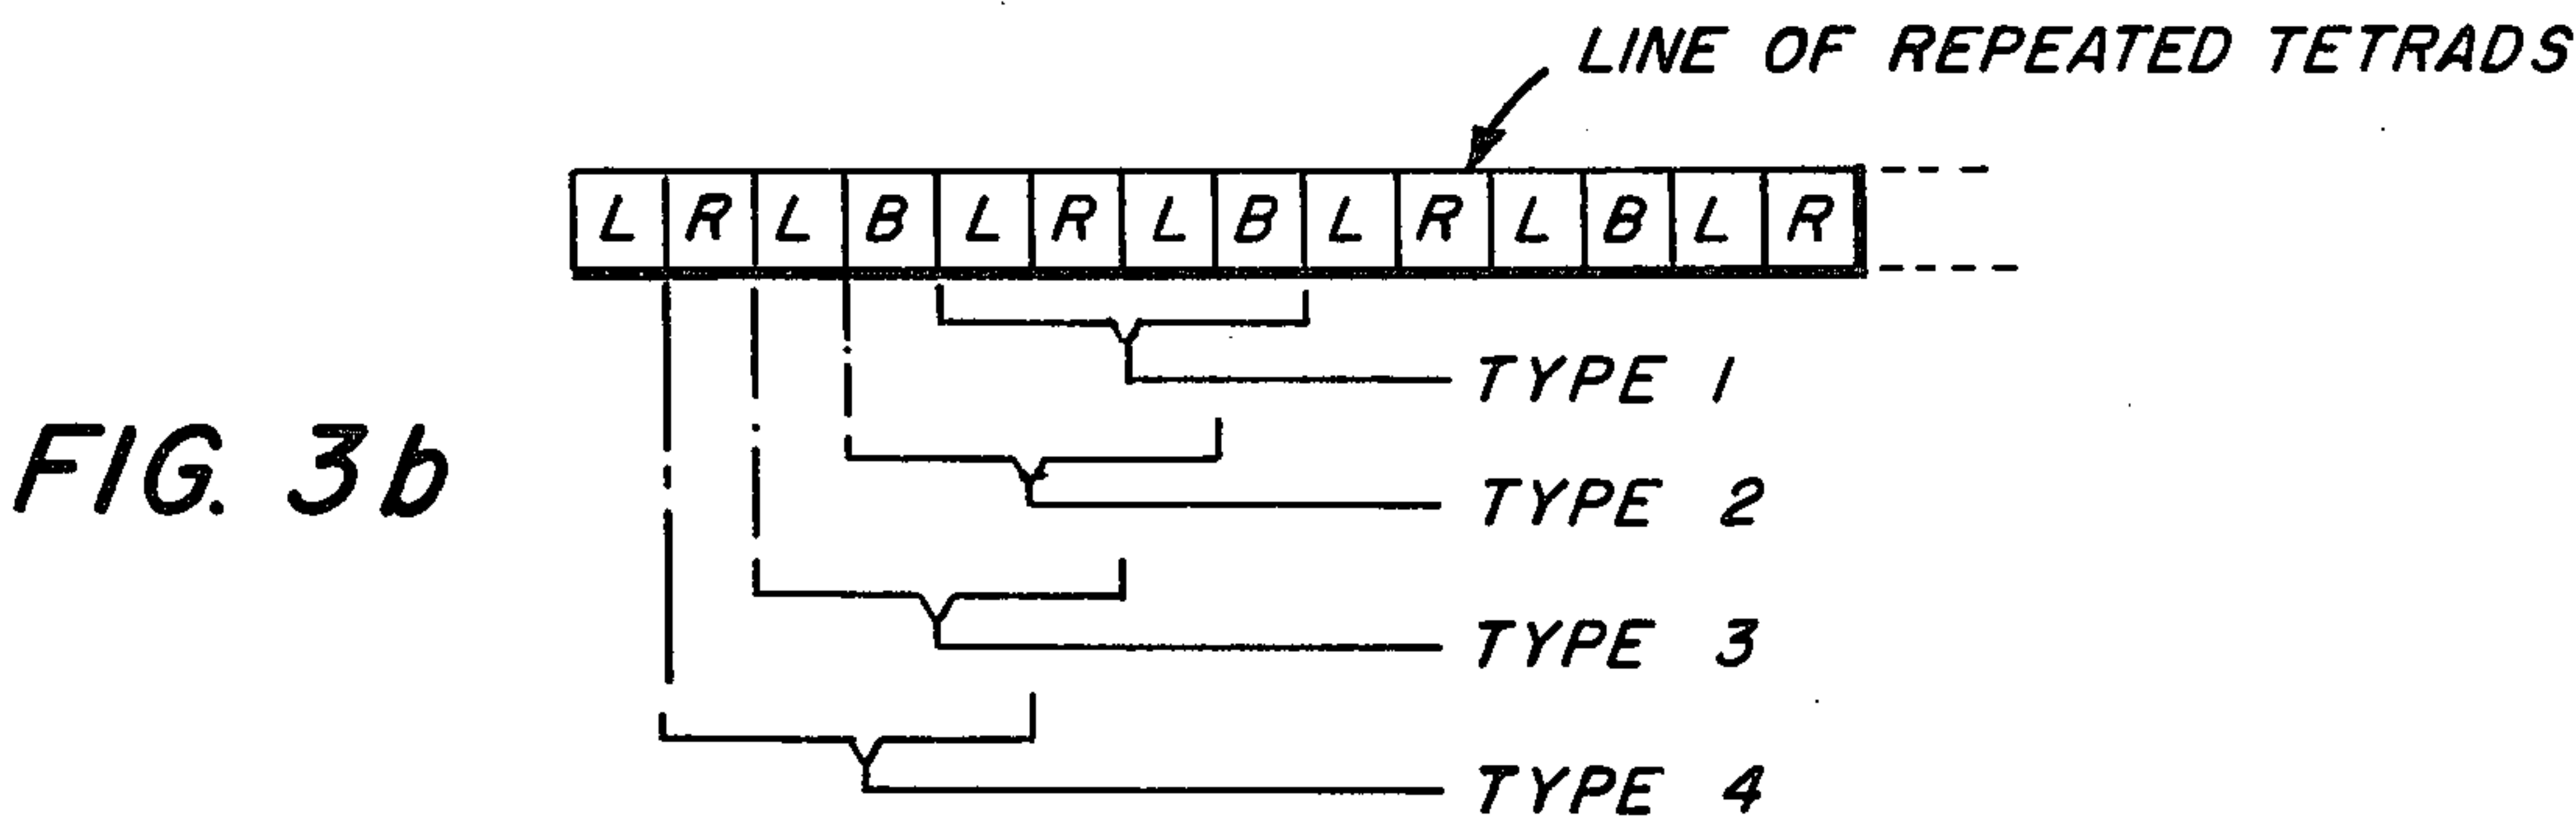 LINE OF REPEATED TETRADS
L R L B L R L B L R L B L R
TYPE 1
TYPE 2
FIG. 3b
TYPE 3
TYPE 4